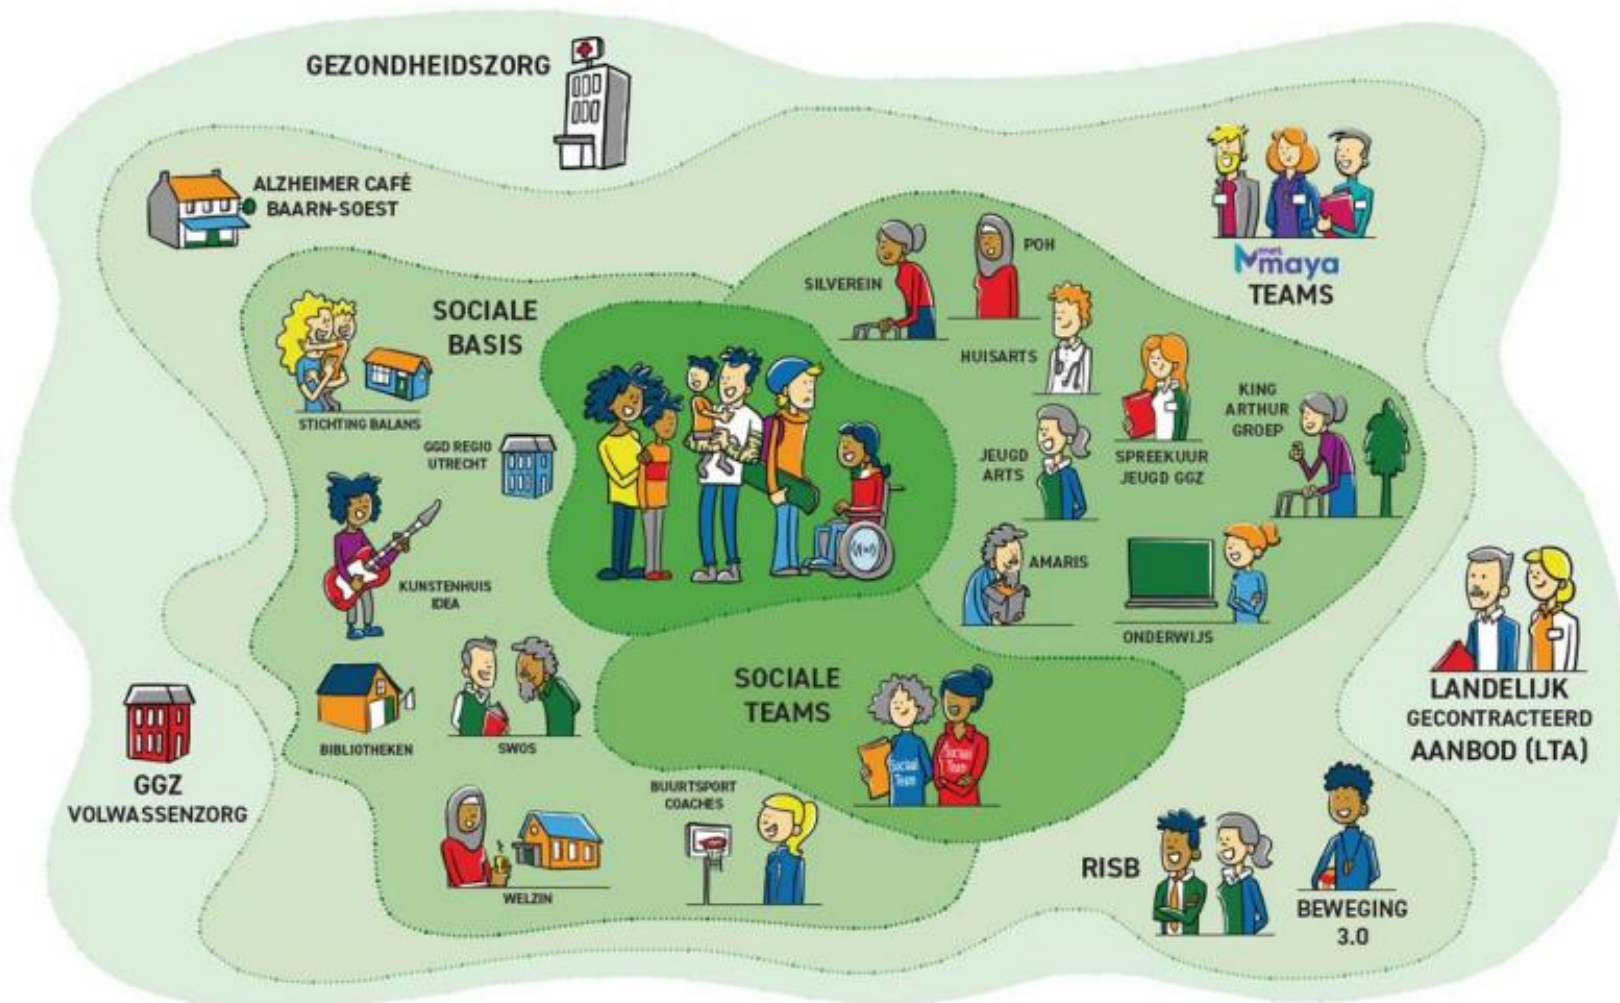 GEZONDHEIDSZORG
ALZHEIMER CAFÉ
BAARN-SOEST
met
maya
TEAMS
SOCIALE
BASIS
STICHTING BALANS
GGD REGIO
UTRECHT
KUNSTENHUIS
IDEA
BIBLIOTHEKEN
SWOS
WELZIN
BUURTSPORT
COACHES
SILVEREIN
POH
HUISARTS
JEUGD
ARTS
SPREEKUUR
JEUGD GGZ
KING
ARTHUR
GROEP
AMARIS
ONDERWIJS
SOCIALE
TEAMS
Sociaal
Team
Sociaal
Team
GGZ
VOLWASSENZORG
LANDELIJK
GECONTRACTEERD
AANBOD (LTA)
RISB
BEWEGING
3.0